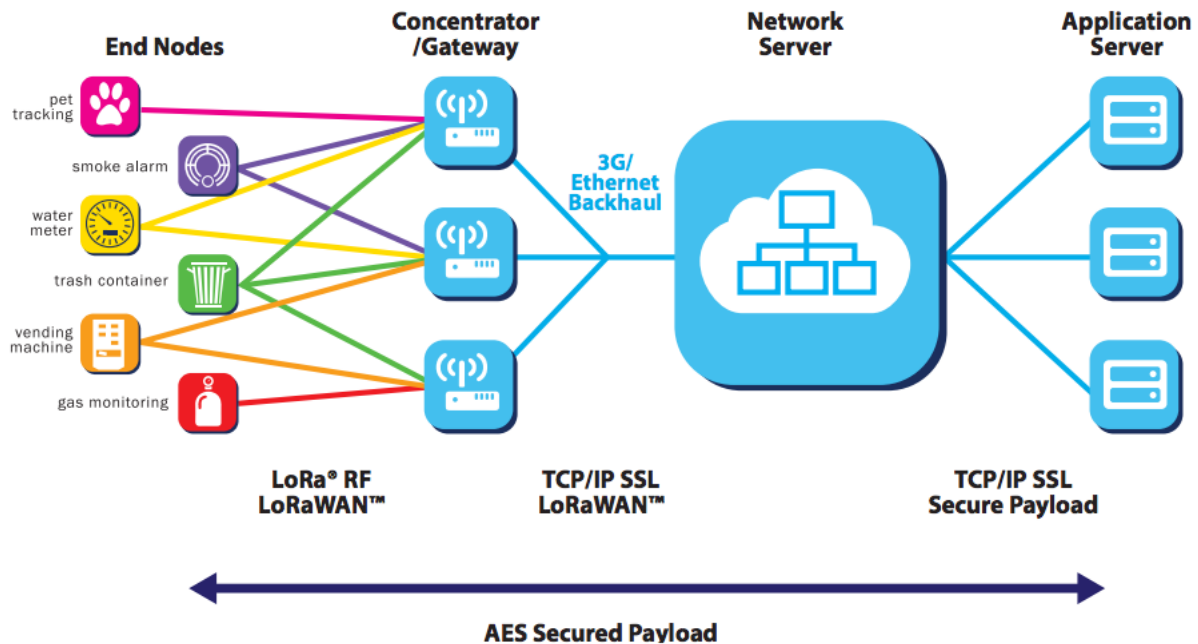 End Nodes
Concentrator
/Gateway
Network
Server
Application
Server
pet
tracking
smoke alarm
water
meter
trash container
vending
machine
gas monitoring
3G/
Ethernet
Backhaul
LoRa® RF
LoRaWAN™
TCP/IP SSL
LoRaWAN™
TCP/IP SSL
Secure Payload
AES Secured Payload